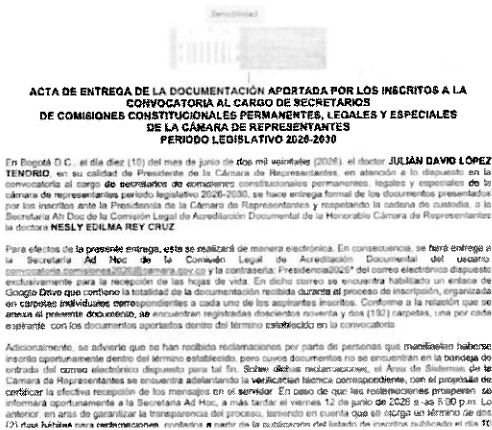 Sensibilidad
ACTA DE ENTREGA DE LA DOCUMENTACIÓN APORTADA POR LOS INSCRITOS A LA
CONVOCATORIA AL CARGO DE SECRETARIOS
DE COMISIONES CONSTITUCIONALES PERMANENTES, LEGALES Y ESPECIALES
DE LA CÁMARA DE REPRESENTANTES
PERIODO LEGISLATIVO 2026-2030
En Bogotá D.C., el día diez (10) del mes de junio de dos mil veintiséis (2026), el doctor JULIÁN DAVID LÓPEZ
TENORIO, en su calidad de Presidente de la Cámara de Representantes, en atención a lo dispuesto en la
convocatoria al cargo de secretarios de comisiones constitucionales permanentes, legales y especiales de la
cámara de representantes periodo legislativo 2026-2030, se hace entrega formal de los documentos presentados
por los inscritos ante la Presidencia de la Cámara de Representantes y respetando la cadena de custodia, a la
Secretaria Ah Doc de la Comisión Legal de Acreditación Documental de la Honorable Cámara de Representantes
la doctora NESLY EDILMA REY CRUZ.
Para efectos de la presente entrega, esta se realizará de manera electrónica. En consecuencia, se hará entrega a
la Secretaria Ad Hoc de la Comisión Legal de Acreditación Documental del usuario
convocatoria.comisiones2026@camara.gov.co y la contraseña: Presidencia2026* del correo electrónico dispuesto
exclusivamente para la recepción de las hojas de vida. En dicho correo se encuentra habilitado un enlace de
Google Drive que contiene la totalidad de la documentación recibida durante el proceso de inscripción, organizada
en carpetas individuales correspondientes a cada uno de los aspirantes inscritos. Conforme a la relación que se
anexa al presente documento, se encuentran registradas doscientos noventa y dos (192) carpetas, una por cada
aspirante con los documentos aportados dentro del término establecido en la convocatoria.
Adicionalmente, se advierte que se han recibido reclamaciones por parte de personas que manifiestan haberse
inscrito oportunamente dentro del término establecido, pero cuyos documentos no se encuentran en la bandeja de
entrada del correo electrónico dispuesto para tal fin. Sobre dichas reclamaciones, el Área de Sistemas de la
Cámara de Representantes se encuentra adelantando la verificación técnica correspondiente, con el propósito de
certificar la efectiva recepción de los mensajes en el servidor. En caso de que las reclamaciones prosperen se
informará oportunamente a la Secretaria Ad Hoc, a más tardar el viernes 12 de junio de 2026 a las 5:00 p.m. Lo
anterior, en aras de garantizar la transparencia del proceso, teniendo en cuenta que se otorga un término de dos
(2) días hábiles para reclamaciones, contados a partir de la publicación del listado de inscritos publicado el día 10